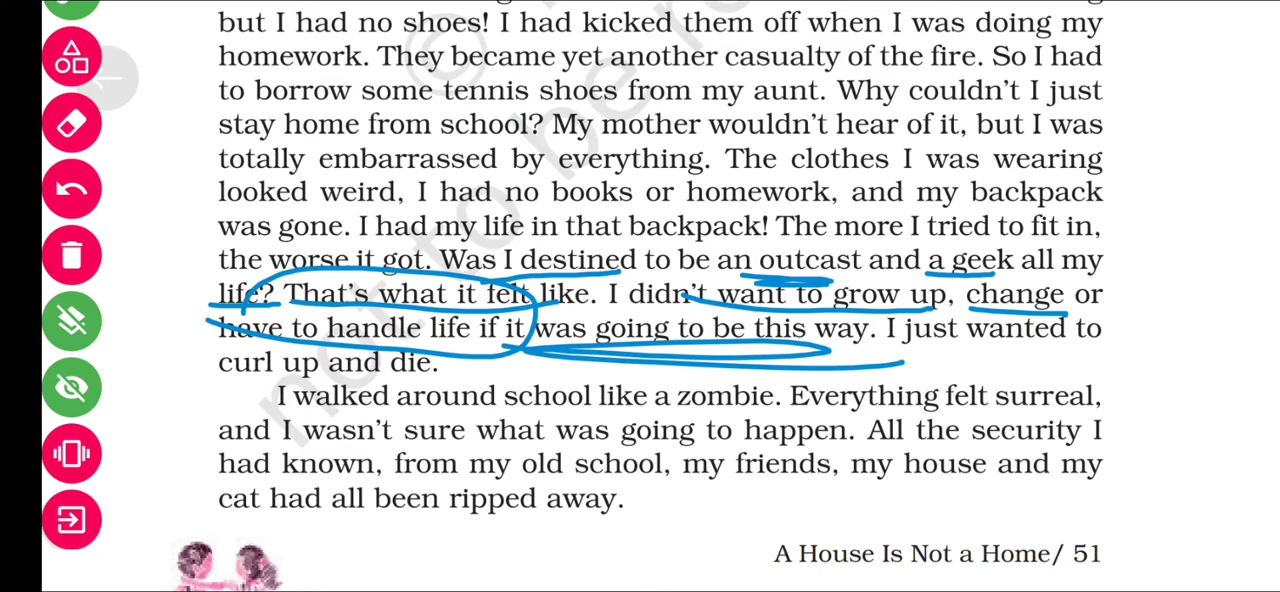 but I had no shoes! I had kicked them off when I was doing my
homework. They became yet another casualty of the fire. So I had
to borrow some tennis shoes from my aunt. Why couldn't I just
stay home from school? My mother wouldn't hear of it, but I was
totally embarrassed by everything. The clothes I was wearing
looked weird, I had no books or homework, and my backpack
was gone. I had my life in that backpack! The more I tried to fit in,
the worse it got. Was I destined to be an outcast and a geek all my
life? That's what it felt like. I didn't want to grow up, change or
have to handle life if it was going to be this way. I just wanted to
curl up and die.
I walked around school like a zombie. Everything felt surreal,
and I wasn't sure what was going to happen. All the security I
had known, from my old school, my friends, my house and my
cat had all been ripped away.
A House Is Not a Home/ 51